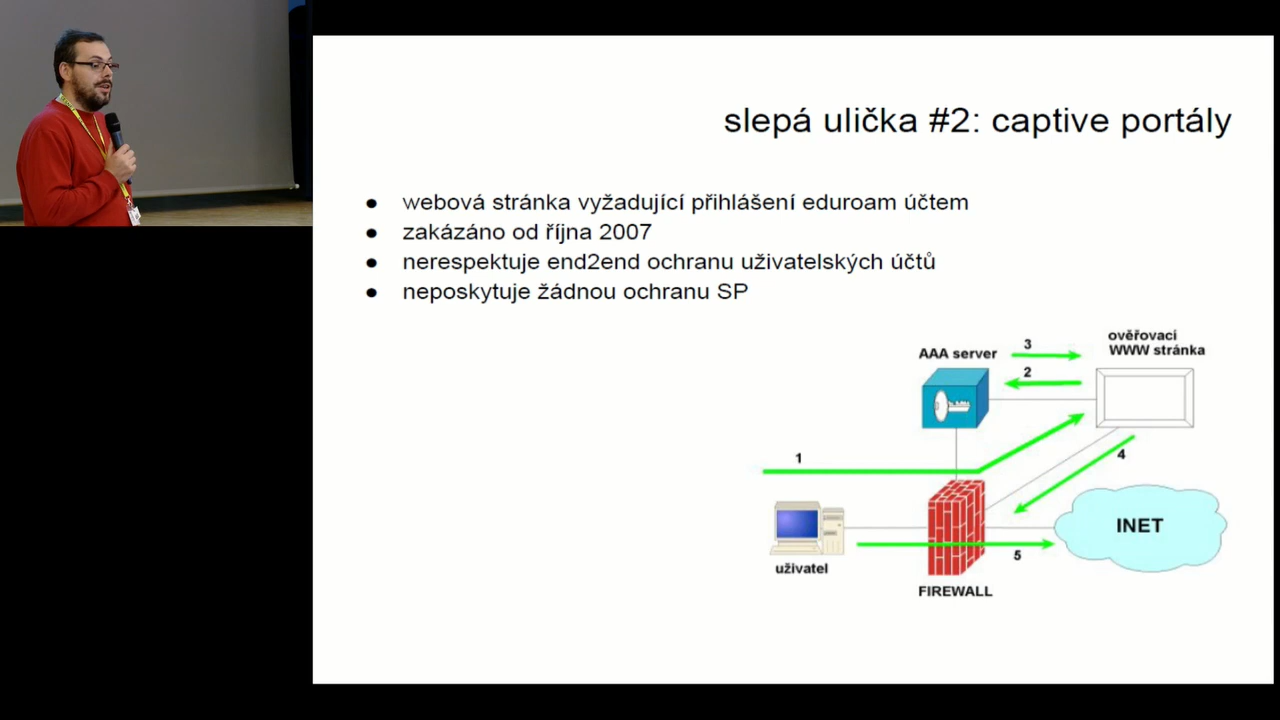 slepá ulička #2: captive portály
webová stránka vyžadující přihlášení eduroam účtem
zakázáno od října 2007
nerespektuje end2end ochranu uživatelských účtů
neposkytuje žádnou ochranu SP
ověřovací
WWW stránka
AAA server
3
2
1
4
INET
5
uživatel
FIREWALL